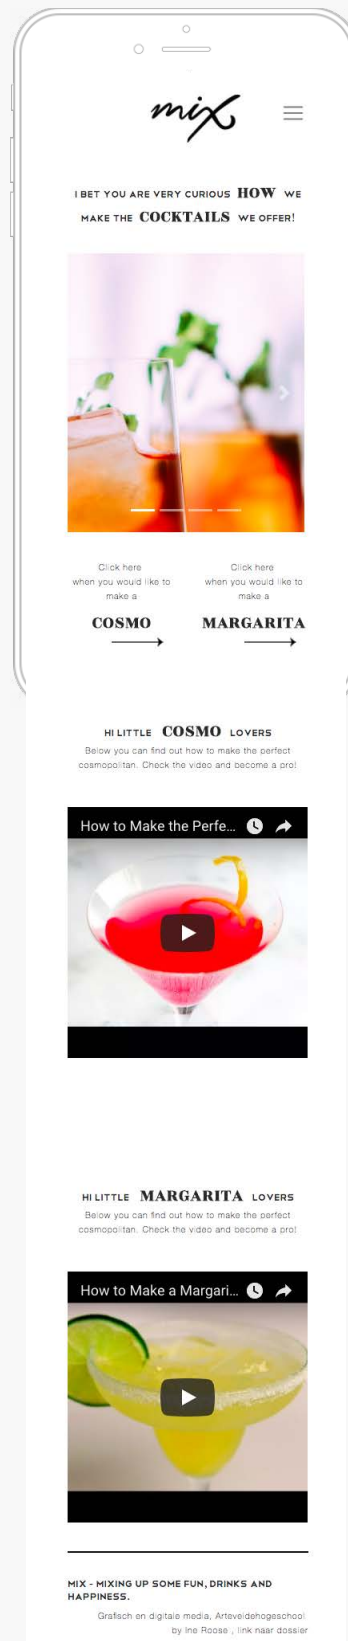 mix
I BET YOU ARE VERY CURIOUS HOW WE
MAKE THE COCKTAILS WE OFFER!
Click here
when you would like to
make a
COSMO
Click here
when you would like to
make a
MARGARITA
HI LITTLE COSMO LOVERS
Below you can find out how to make the perfect
cosmopolitan. Check the video and become a pro!
How to Make the Perfe...
HI LITTLE MARGARITA LOVERS
Below you can find out how to make the perfect
cosmopolitan. Check the video and become a pro!
How to Make a Margari...
MIX - MIXING UP SOME FUN, DRINKS AND
HAPPINESS.
Grafisch en digitale media, Arteveldehogeschool
by Ine Roose , link naar dossier